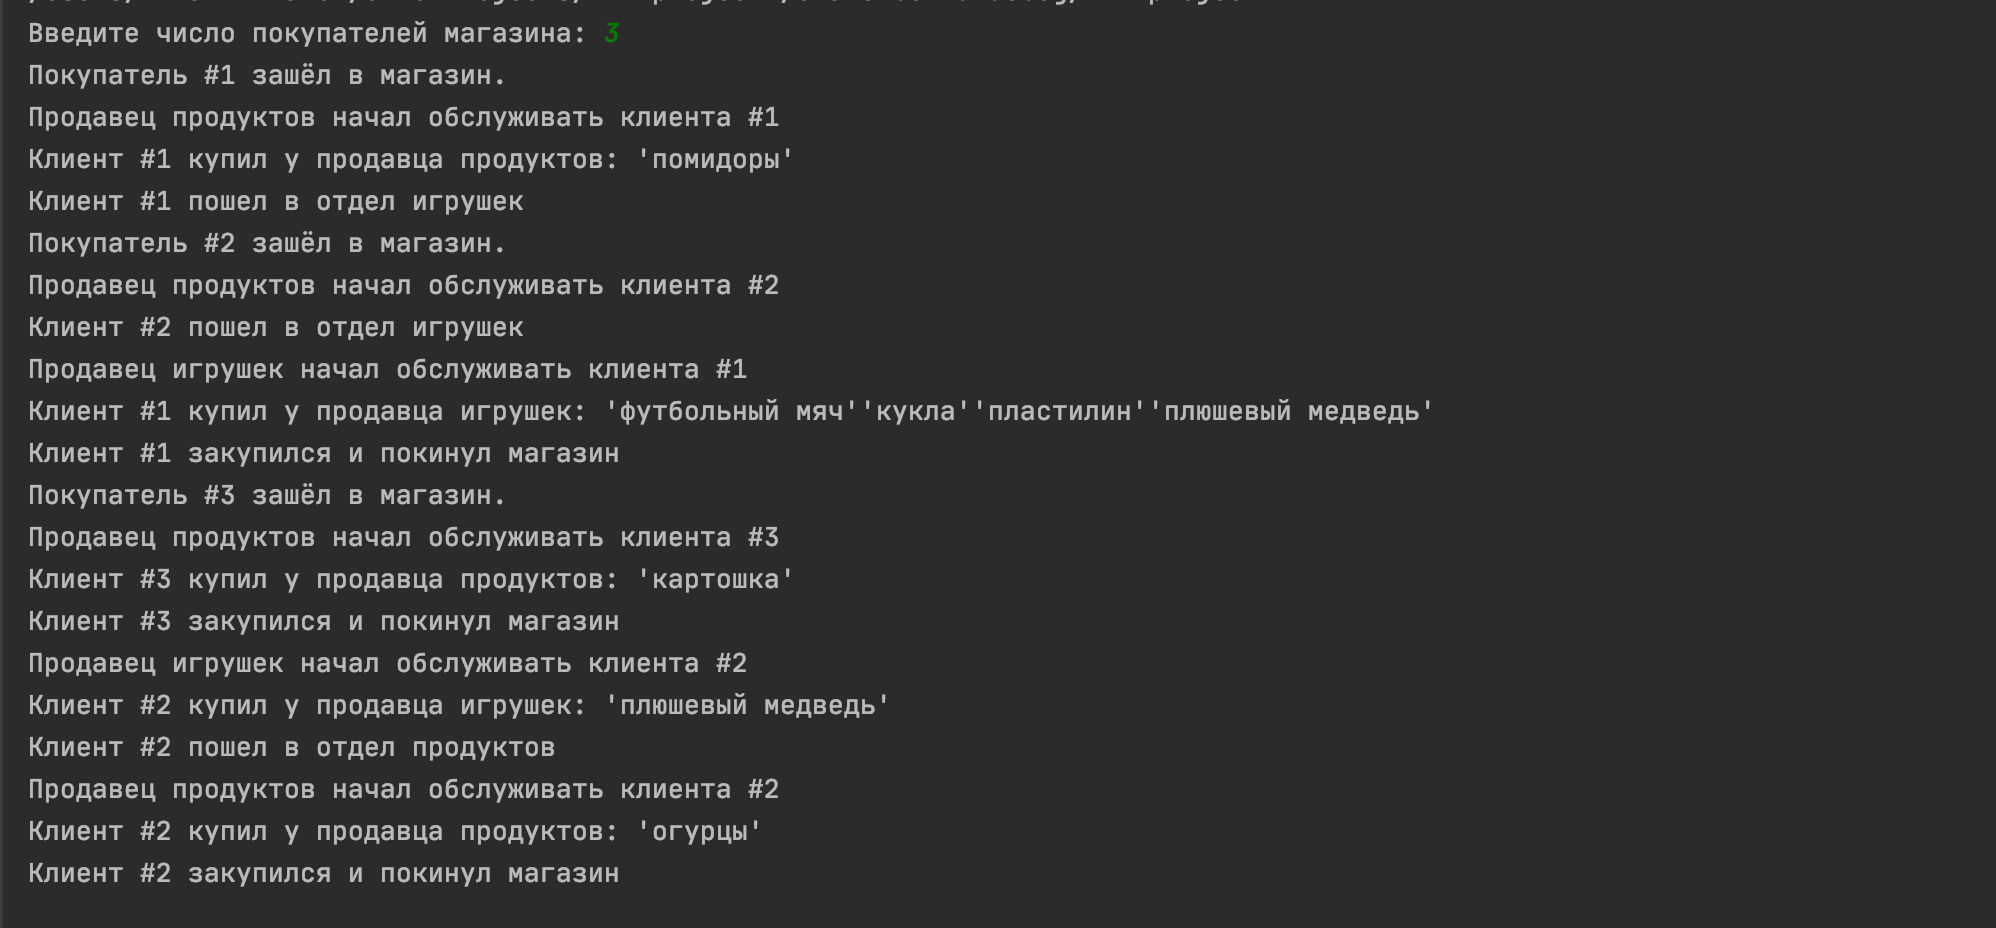 Введите число покупателей магазина: 3
Покупатель #1 зашёл в магазин.
Продавец продуктов начал обслуживать клиента #1
Клиент #1 купил у продавца продуктов: 'помидоры'
Клиент #1 пошел в отдел игрушек
Покупатель #2 зашёл в магазин.
Продавец продуктов начал обслуживать клиента #2
Клиент #2 пошел в отдел игрушек
Продавец игрушек начал обслуживать клиента #1
Клиент #1 купил у продавца игрушек: 'футбольный мяч''кукла''пластилин''плюшевый медведь'
Клиент #1 закупился и покинул магазин
Покупатель #3 зашёл в магазин.
Продавец продуктов начал обслуживать клиента #3
Клиент #3 купил у продавца продуктов: 'картошка'
Клиент #3 закупился и покинул магазин
Продавец игрушек начал обслуживать клиента #2
Клиент #2 купил у продавца игрушек: 'плюшевый медведь'
Клиент #2 пошел в отдел продуктов
Продавец продуктов начал обслуживать клиента #2
Клиент #2 купил у продавца продуктов: 'огурцы'
Клиент #2 закупился и покинул магазин